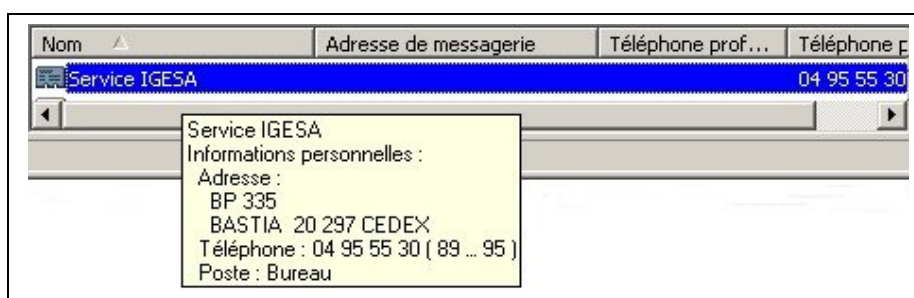 Nom Adresse de messagerie Téléphone prof... Téléphone p
Service IGESA 04 95 55 30
Service IGESA
Informations personnelles :
Adresse :
BP 335
BASTIA 20 297 CEDEX
Téléphone : 04 95 55 30 ( 89 ... 95 )
Poste : Bureau